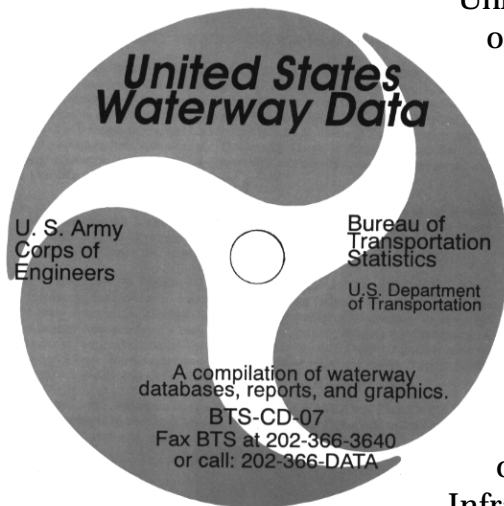 United States
Waterway Data
U. S. Army
Corps of
Engineers
Bureau of
Transportation
Statistics
U.S. Department
of Transportation
A compilation of waterway
databases, reports, and graphics.
BTS-CD-07
Fax BTS at 202-366-3640
or call: 202-366-DATA